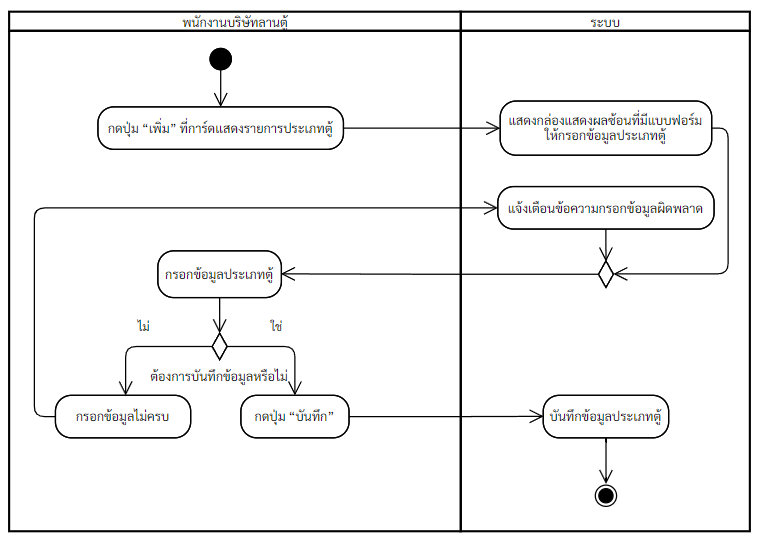 พนักงานบริษัทลานตู้
ระบบ
กดปุ่ม “เพิ่ม” ที่การ์ดแสดงรายการประเภทตู้
แสดงกล่องแสดงผลซ้อนที่มีแบบฟอร์ม
ให้กรอกข้อมูลประเภทตู้
แจ้งเตือนข้อความกรอกข้อมูลผิดพลาด
กรอกข้อมูลประเภทตู้
ไม่
ใช่
ต้องการบันทึกข้อมูลหรือไม่
กรอกข้อมูลไม่ครบ
กดปุ่ม “บันทึก”
บันทึกข้อมูลประเภทตู้